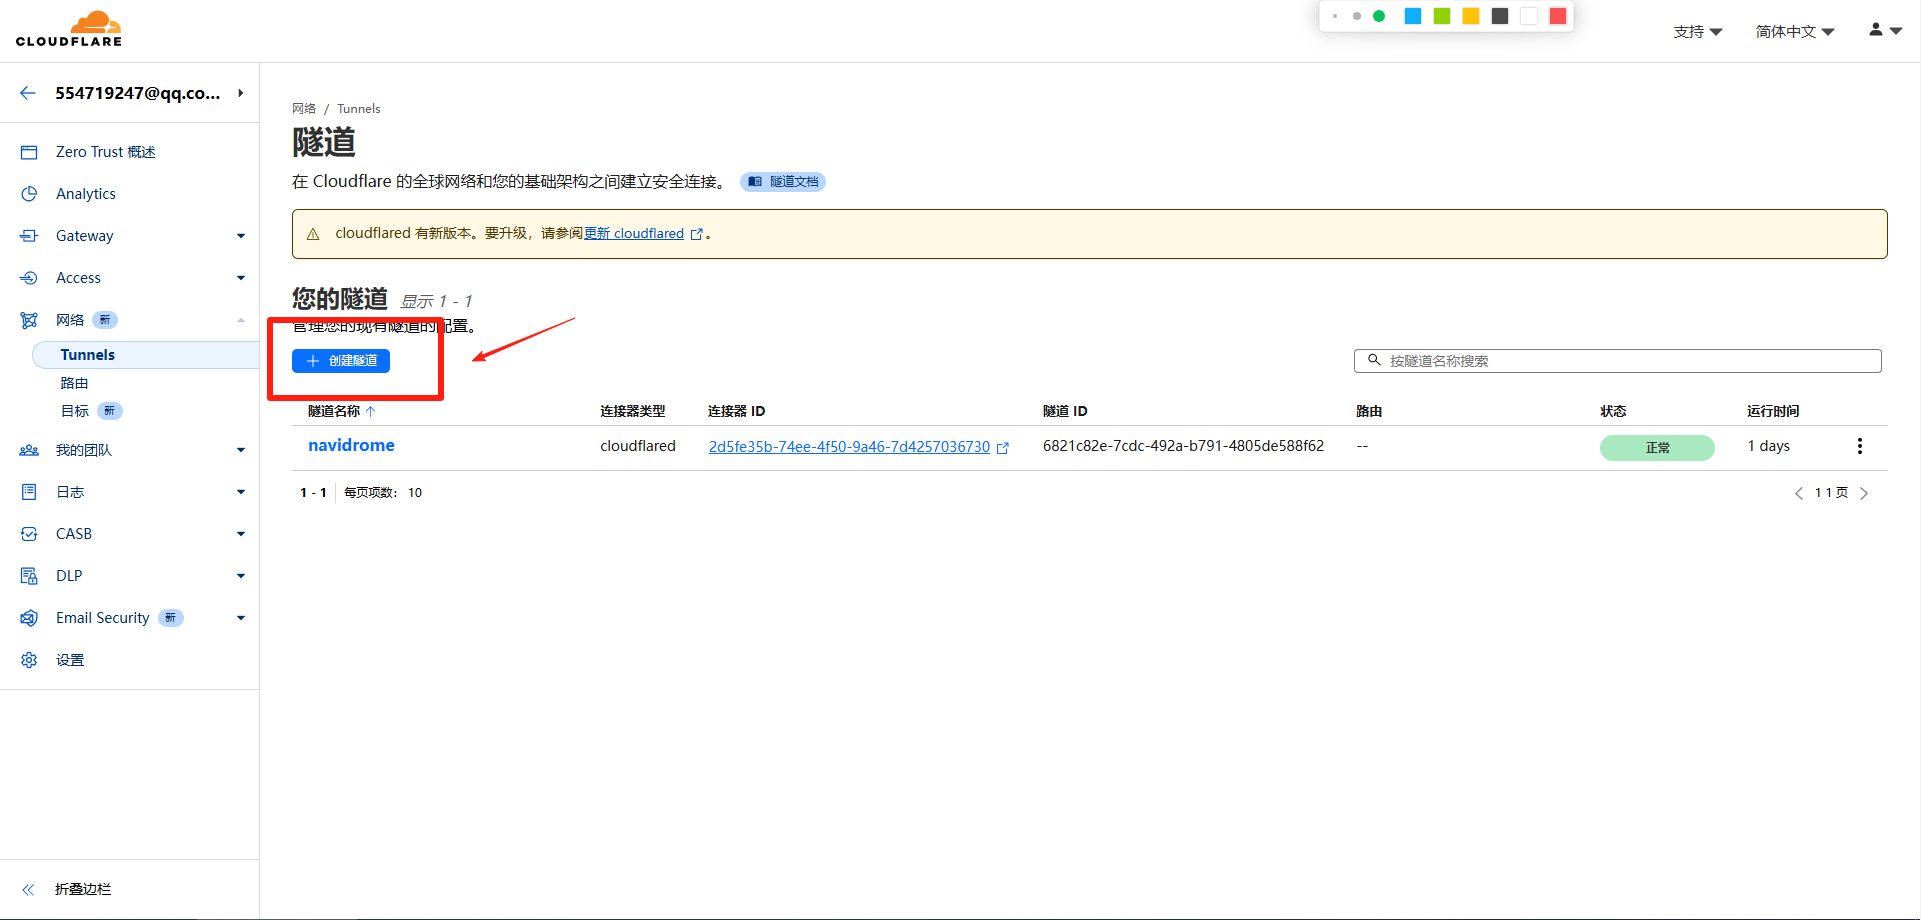 CLOUDFLARE
支持
简体中文
554719247@qq.co...
Zero Trust 概述
Analytics
Gateway
Access
网络 新
Tunnels
路由
目标 新
我的团队
日志
CASB
DLP
Email Security 新
设置
折叠边栏
网络 / Tunnels
隧道
在 Cloudflare 的全球网络和您的基础架构之间建立安全连接。 隧道文档
cloudflared 有新版本。要升级，请参阅更新 cloudflared 。
您的隧道 显示 1 - 1
管理您的现有隧道的配置。
+ 创建隧道
按隧道名称搜索
隧道名称 ↑ 连接器类型 连接器 ID 隧道 ID 路由 状态 运行时间
navidrome cloudflared 2d5fe35b-74ee-4f50-9a46-7d4257036730 6821c82e-7cdc-492a-b791-4805de588f62 -- 正常 1 days
1 - 1 每页项数: 10
1 1 页